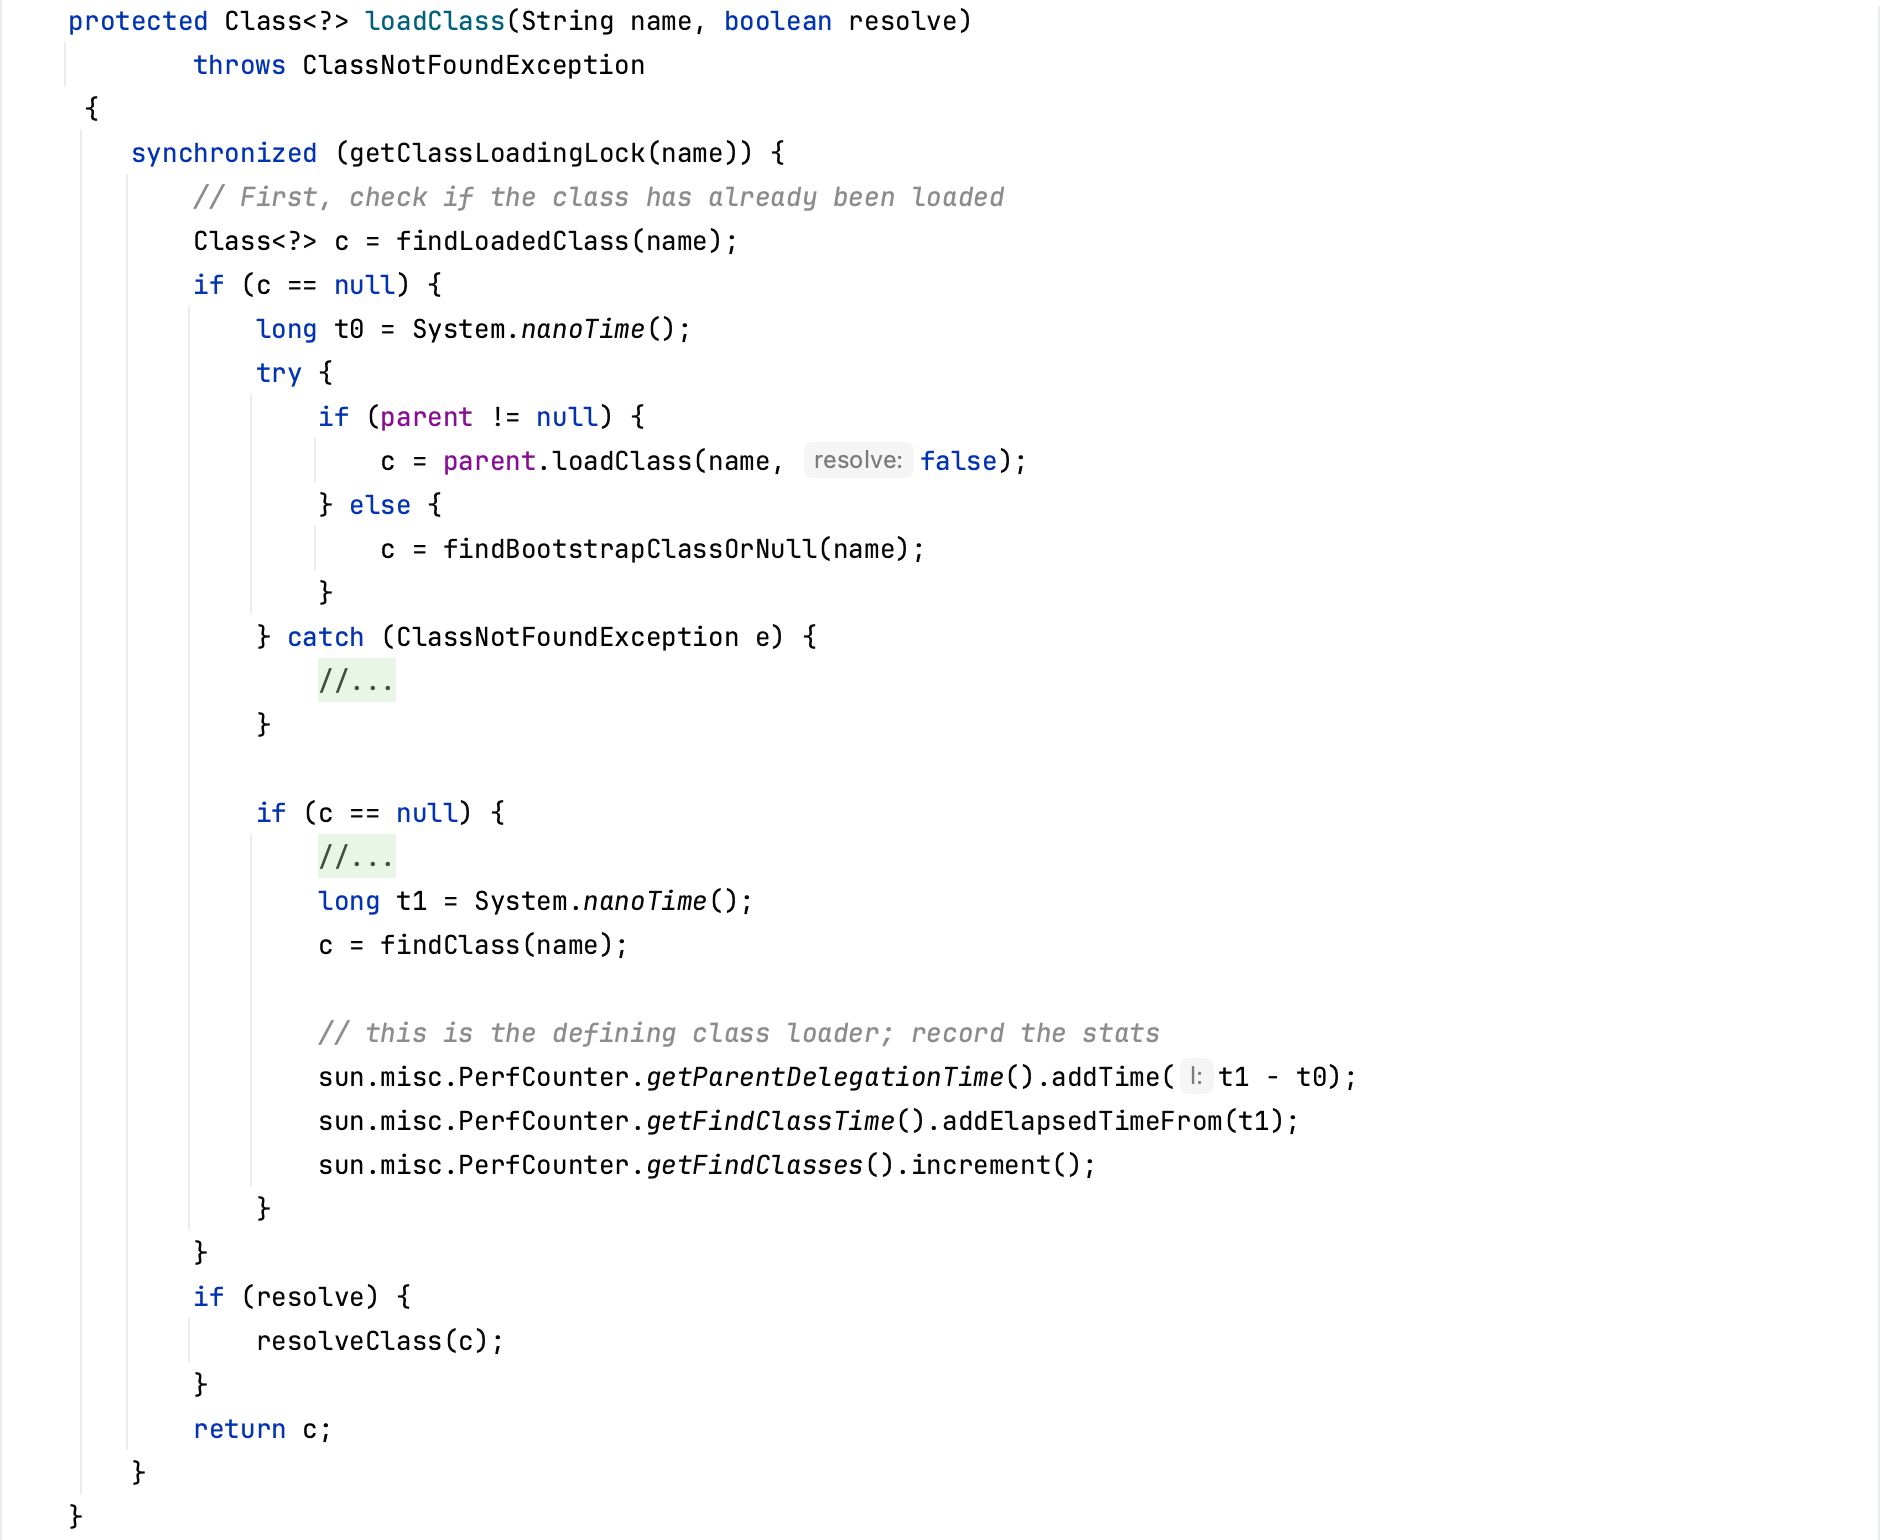 protected Class<?> loadClass(String name, boolean resolve)
        throws ClassNotFoundException
 {
    synchronized (getClassLoadingLock(name)) {
        // First, check if the class has already been loaded
        Class<?> c = findLoadedClass(name);
        if (c == null) {
            long t0 = System.nanoTime();
            try {
                if (parent != null) {
                    c = parent.loadClass(name, resolve: false);
                } else {
                    c = findBootstrapClassOrNull(name);
                }
            } catch (ClassNotFoundException e) {
                //...
            }

            if (c == null) {
                //...
                long t1 = System.nanoTime();
                c = findClass(name);

                // this is the defining class loader; record the stats
                sun.misc.PerfCounter.getParentDelegationTime().addTime( l: t1 - t0);
                sun.misc.PerfCounter.getFindClassTime().addElapsedTimeFrom(t1);
                sun.misc.PerfCounter.getFindClasses().increment();
            }
        }
        if (resolve) {
            resolveClass(c);
        }
        return c;
    }
}